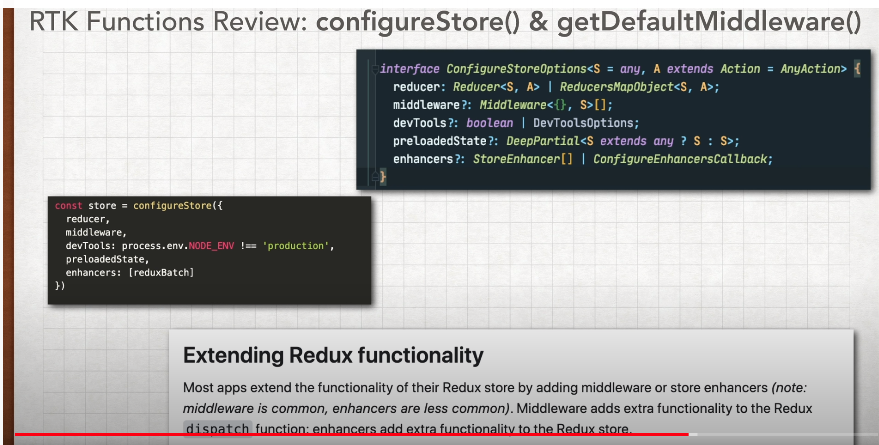 RTK Functions Review: configureStore() & getDefaultMiddleware()
interface ConfigureStoreOptions<S = any, A extends Action = AnyAction> {
reducer: Reducer<S, A> | ReducersMapObject<S, A>;
middleware?: Middleware<{}, S>[];
devTools?: boolean | DevToolsOptions;
preloadedState?: DeepPartial<S extends any ? S : S>;
enhancers?: StoreEnhancer[] | ConfigureEnhancersCallback;
}
const store = configureStore({
reducer,
middleware,
devTools: process.env.NODE_ENV !== 'production',
preloadedState,
enhancers: [reduxBatch]
})
Extending Redux functionality
Most apps extend the functionality of their Redux store by adding middleware or store enhancers (note:
middleware is common, enhancers are less common). Middleware adds extra functionality to the Redux
dispatch function; enhancers add extra functionality to the Redux store.